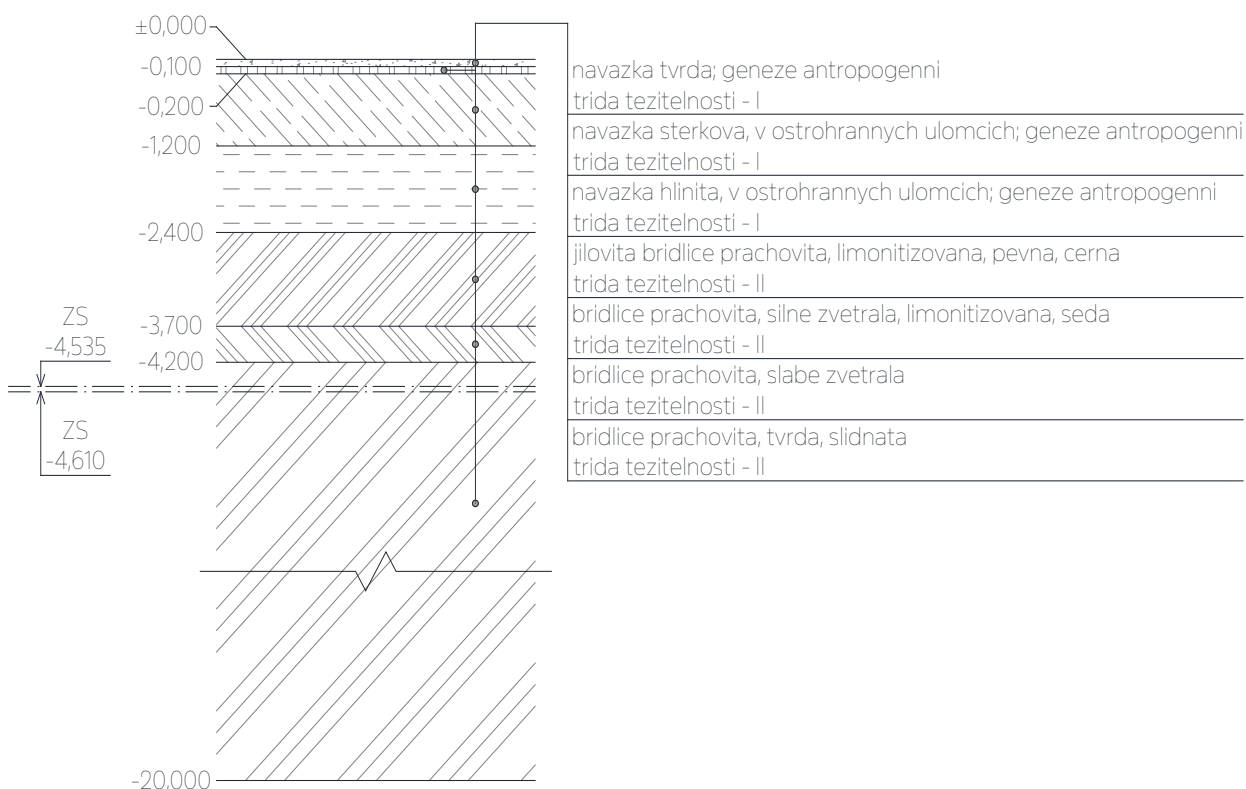 ±0,000
-0,100
-0,200
-1,200
-2,400
-3,700
-4,200
ZS
-4,535
ZS
-4,610
-20,000
navazka tvrda; geneze antropogenni
trida tezitelnosti - I
navazka sterkova, v ostrohrannych ulomcich; geneze antropogenni
trida tezitelnosti - I
navazka hlinita, v ostrohrannych ulomcich; geneze antropogenni
trida tezitelnosti - I
jilovita bridlice prachovita, limonitizovana, pevna, cerna
trida tezitelnosti - II
bridlice prachovita, silne zvetrala, limonitizovana, seda
trida tezitelnosti - II
bridlice prachovita, slabe zvetrala
trida tezitelnosti - II
bridlice prachovita, tvrda, slidnata
trida tezitelnosti - II